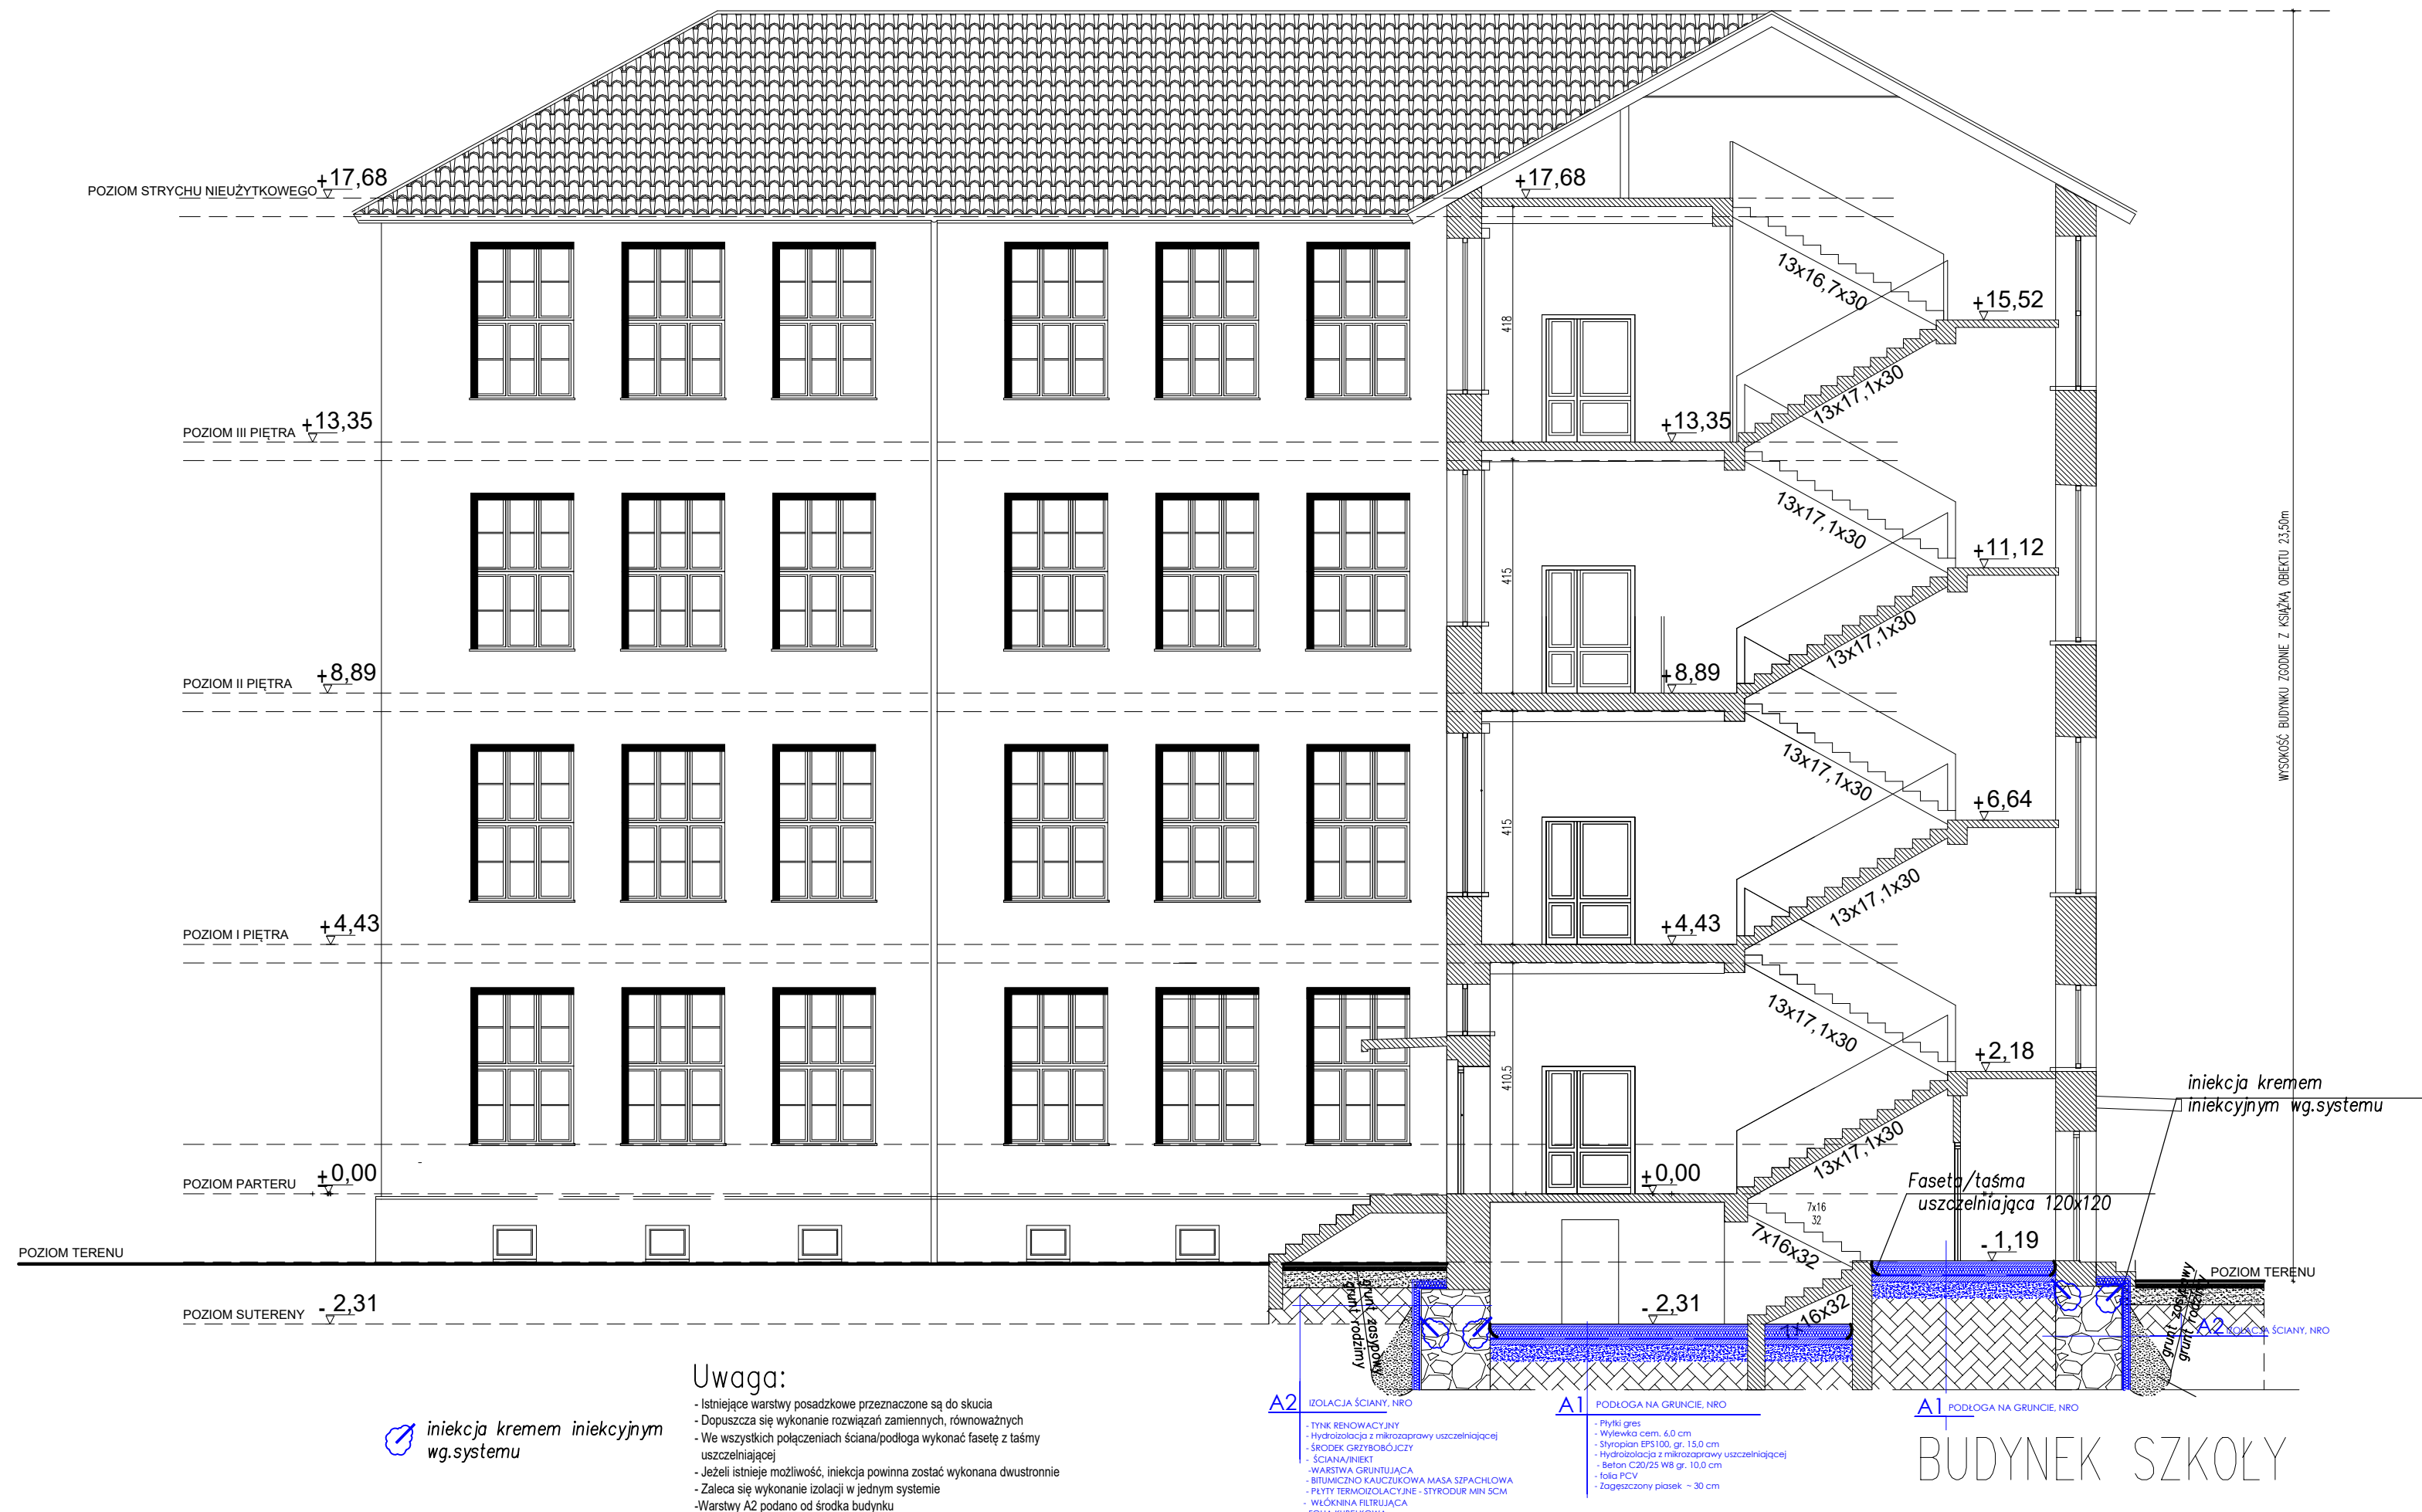 POZIOM STRYCHU NIEUŻYTKOWEGO +17,68
+17,68
13x16,7x30
+15,52
418
13x17,1x30
POZIOM III PIĘTRA +13,35
+13,35
13x17,1x30
+11,12
415
13x17,1x30
POZIOM II PIĘTRA +8,89
+8,89
13x17,1x30
+6,64
415
13x17,1x30
POZIOM I PIĘTRA +4,43
+4,43
13x17,1x30
+2,18
410.5
13x17,1x30
WYSOKOŚĆ BUDYNKU ZGODNIE Z KSIĄŻKĄ OBIEKTU 23,50m
iniekcja kremem
iniekcyjnym wg.systemu
POZIOM PARTERU ±0,00
±0,00
Faseta/taśma
uszczelniająca 120x120
7x16
32
7x16x32
- 1,19
POZIOM TERENU
POZIOM TERENU
POZIOM SUTERENY - 2,31
- 2,31
7x16x32
grunt zasypowy
grunt rodzimy
grunt zasypowy
grunt rodzimy
A2 IZOLACJA ŚCIANY, NRO
iniekcja kremem iniekcyjnym
wg.systemu
Uwaga:
- Istniejące warstwy posadzkowe przeznaczone są do skucia
- Dopuszcza się wykonanie rozwiązań zamiennych, równoważnych
- We wszystkich połączeniach ściana/podłoga wykonać fasetę z taśmy
uszczelniającej
- Jeżeli istnieje możliwość, iniekcja powinna zostać wykonana dwustronnie
- Zaleca się wykonanie izolacji w jednym systemie
-Warstwy A2 podano od środka budynku
A2 IZOLACJA ŚCIANY, NRO
- TYNK RENOWACYJNY
- Hydroizolacja z mikrozaprawy uszczelniającej
- ŚRODEK GRZYBOBÓJCZY
- ŚCIANA/INIEKT
-WARSTWA GRUNTUJĄCA
- BITUMICZNO KAUCZUKOWA MASA SZPACHLOWA
- PŁYTY TERMOIZOLACYJNE - STYRODUR MIN 5CM
- WŁÓKNINA FILTRUJĄCA
A1 PODŁOGA NA GRUNCIE, NRO
- Płytki gres
- Wylewka cem. 6,0 cm
- Styropian EPS100, gr. 15,0 cm
- Hydroizolacja z mikrozaprawy uszczelniającej
- Beton C20/25 W8 gr. 10,0 cm
- folia PCV
- Zagęszczony piasek ~ 30 cm
A1 PODŁOGA NA GRUNCIE, NRO
BUDYNEK SZKOŁY